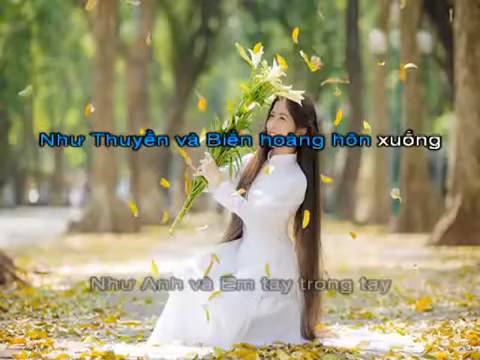 Như Thuyền và Biển hoàng hôn xuống
Như Anh và Em tay trong tay